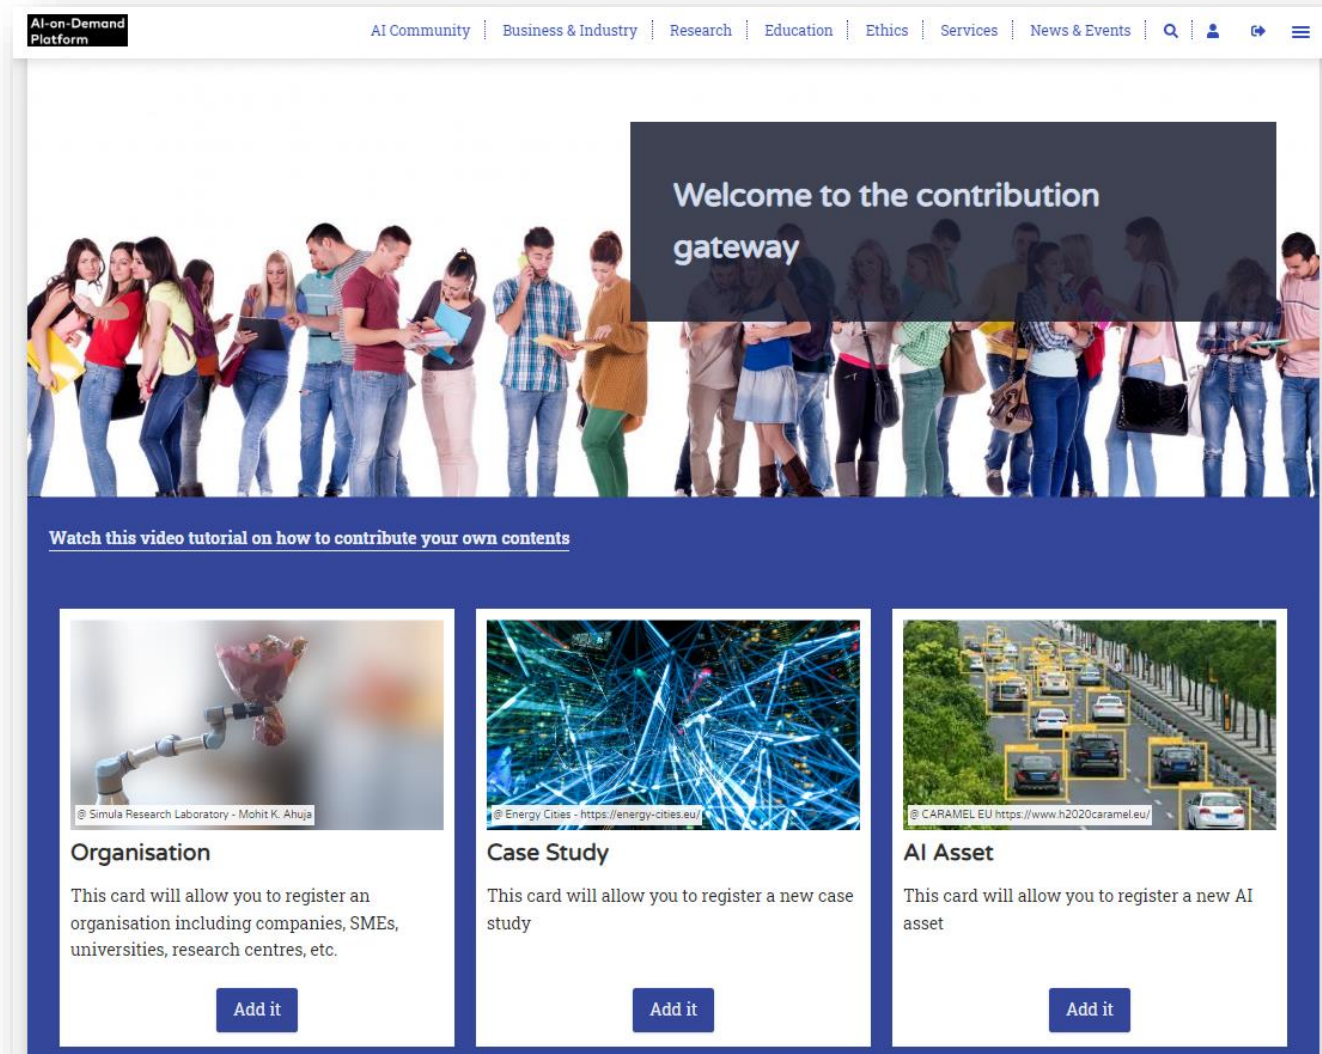 AI-on-Demand
Platform
AI Community
Business & Industry
Research
Education
Ethics
Services
News & Events
Welcome to the contribution
gateway
Watch this video tutorial on how to contribute your own contents
@ Simula Research Laboratory - Mohit K. Ahuja
Organisation
This card will allow you to register an
organisation including companies, SMEs,
universities, research centres, etc.
Add it
@ Energy Cities - https://energy-cities.eu/
Case Study
This card will allow you to register a new case
study
Add it
@ CARAMEL EU https://www.h2020caramel.eu/
AI Asset
This card will allow you to register a new AI
asset
Add it